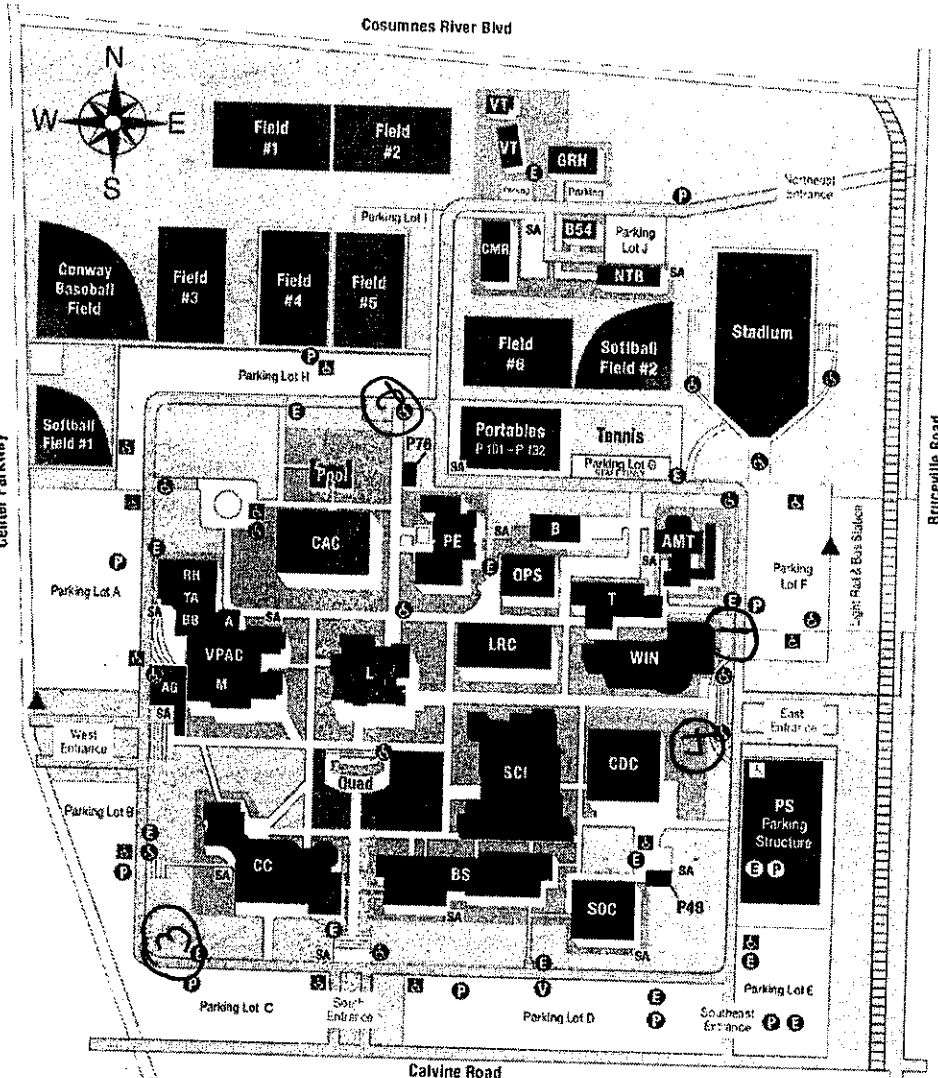 Cosumnes River Blvd
N
W
E
S
Field
#1
Field
#2
VT
VT
GRH
E
Parking
P
Northeast
Entrance
Parking Lot I
SA
B54
Parking
Lot J
CMR
NTB
SA
Conway
Baseball
Field
Field
#3
Field
#4
Field
#5
Stadium
Field
#6
Softball
Field #2
P
Parking Lot H
E
Softball
Field #1
P76
Portables
P 101 - P 132
Tennis
Parking Lot G
SA
E
Pool
Center Parkway
Bruceville Road
CAC
PE
SA
B
AMT
SA
E
OPS
P
E
Parking Lot A
RH
TA
BB
A
SA
SA
T
Parking
Lot F
Light Rail & Bus Station
E
P
VPAC
M
L
LRC
WIN
AG
SA
West
Entrance
East
Entrance
SCI
CDC
Quad
PS
Parking
Structure
E P
Parking Lot B
E
P
CC
SA
BS
SA
E
SA
P48
SOC
SA
E
3
E
P
SA
E
E
Parking Lot C
South
Entrance
P
V
Parking Lot D
E
P
Parking Lot E
Southeast
Entrance
P E
Calvine Road